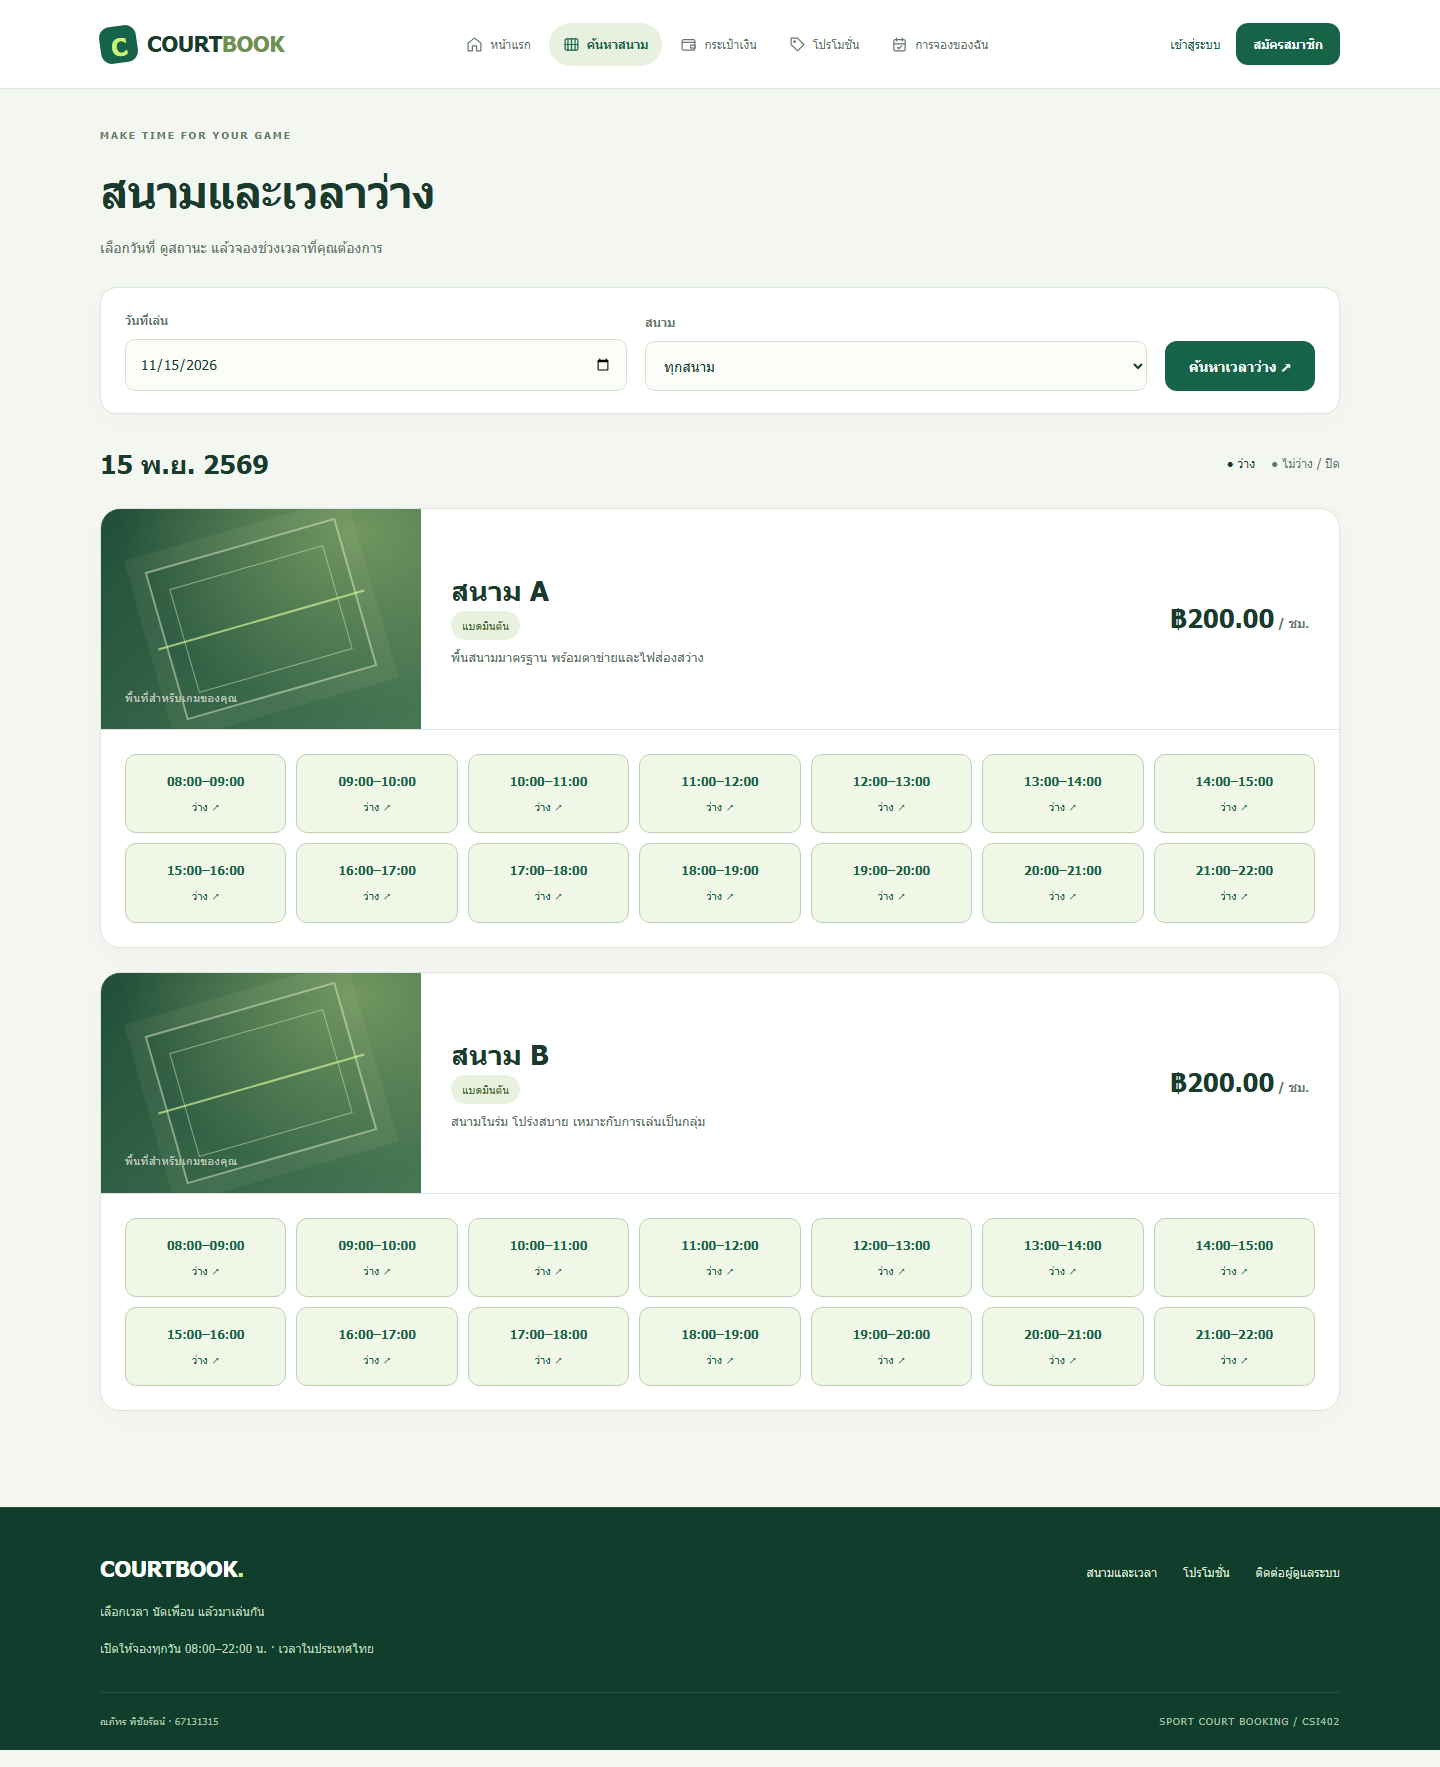 C COURTBOOK
หน้าแรก
ค้นหาสนาม
กระเป๋าเงิน
โปรโมชั่น
การจองของฉัน
เข้าสู่ระบบ
สมัครสมาชิก
MAKE TIME FOR YOUR GAME
สนามและเวลาว่าง
เลือกวันที่ ดูสถานะ แล้วจองช่วงเวลาที่คุณต้องการ
วันที่เล่น
11/15/2026
สนาม
ทุกสนาม
ค้นหาเวลาว่าง ↗
15 พ.ย. 2569
● ว่าง
● ไม่ว่าง / ปิด
พื้นที่สำหรับเกมของคุณ
สนาม A
แบดมินตัน
พื้นสนามมาตรฐาน พร้อมตาข่ายและไฟส่องสว่าง
฿200.00 / ชม.
08:00–09:00
ว่าง ↗
09:00–10:00
ว่าง ↗
10:00–11:00
ว่าง ↗
11:00–12:00
ว่าง ↗
12:00–13:00
ว่าง ↗
13:00–14:00
ว่าง ↗
14:00–15:00
ว่าง ↗
15:00–16:00
ว่าง ↗
16:00–17:00
ว่าง ↗
17:00–18:00
ว่าง ↗
18:00–19:00
ว่าง ↗
19:00–20:00
ว่าง ↗
20:00–21:00
ว่าง ↗
21:00–22:00
ว่าง ↗
พื้นที่สำหรับเกมของคุณ
สนาม B
แบดมินตัน
สนามในร่ม โปร่งสบาย เหมาะกับการเล่นเป็นกลุ่ม
฿200.00 / ชม.
08:00–09:00
ว่าง ↗
09:00–10:00
ว่าง ↗
10:00–11:00
ว่าง ↗
11:00–12:00
ว่าง ↗
12:00–13:00
ว่าง ↗
13:00–14:00
ว่าง ↗
14:00–15:00
ว่าง ↗
15:00–16:00
ว่าง ↗
16:00–17:00
ว่าง ↗
17:00–18:00
ว่าง ↗
18:00–19:00
ว่าง ↗
19:00–20:00
ว่าง ↗
20:00–21:00
ว่าง ↗
21:00–22:00
ว่าง ↗
COURTBOOK.
เลือกเวลา นัดเพื่อน แล้วมาเล่นกัน
เปิดให้จองทุกวัน 08:00–22:00 น. · เวลาในประเทศไทย
สนามและเวลา
โปรโมชั่น
ติดต่อผู้ดูแลระบบ
ณภัทร พิชัยรัตน์ · 67131315
SPORT COURT BOOKING / CSI402